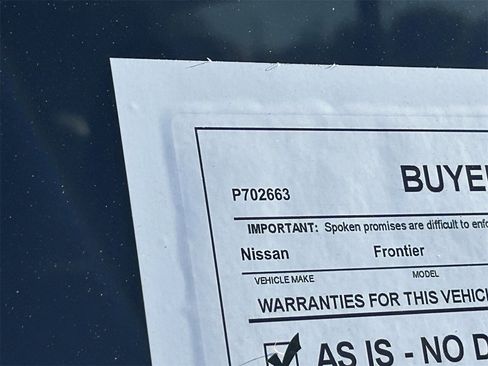 BUYE
P702663
IMPORTANT: Spoken promises are difficult to enfo
Nissan Frontier
VEHICLE MAKE MODEL
WARRANTIES FOR THIS VEHIC
AS IS - NO D